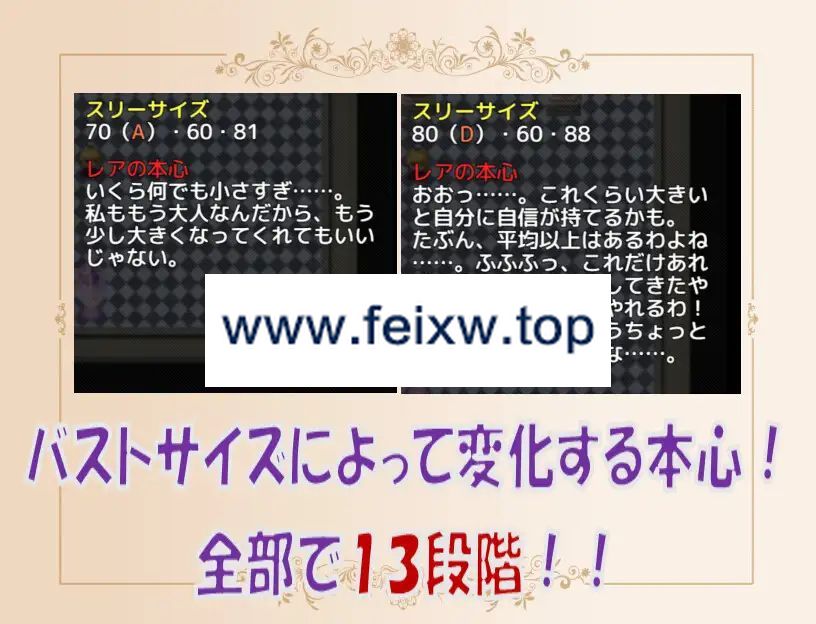 スリーサイズ
70（A）・60・81
レアの本心
いくら何でも小さすぎ……。
私ももう大人なんだから、もう
少し大きくなってくれてもいい
じゃない。
スリーサイズ
80（D）・60・88
レアの本心
おおっ……。これくらい大きい
と自分に自信が持てるかも。
たぶん、平均以上はあるわよね
……。ふふふっ、これだけあれ
してきたや
やれるわ！
うちょっと
な……。
www.feixw.top
バストサイズによって変化する本心！
全部で13段階！！